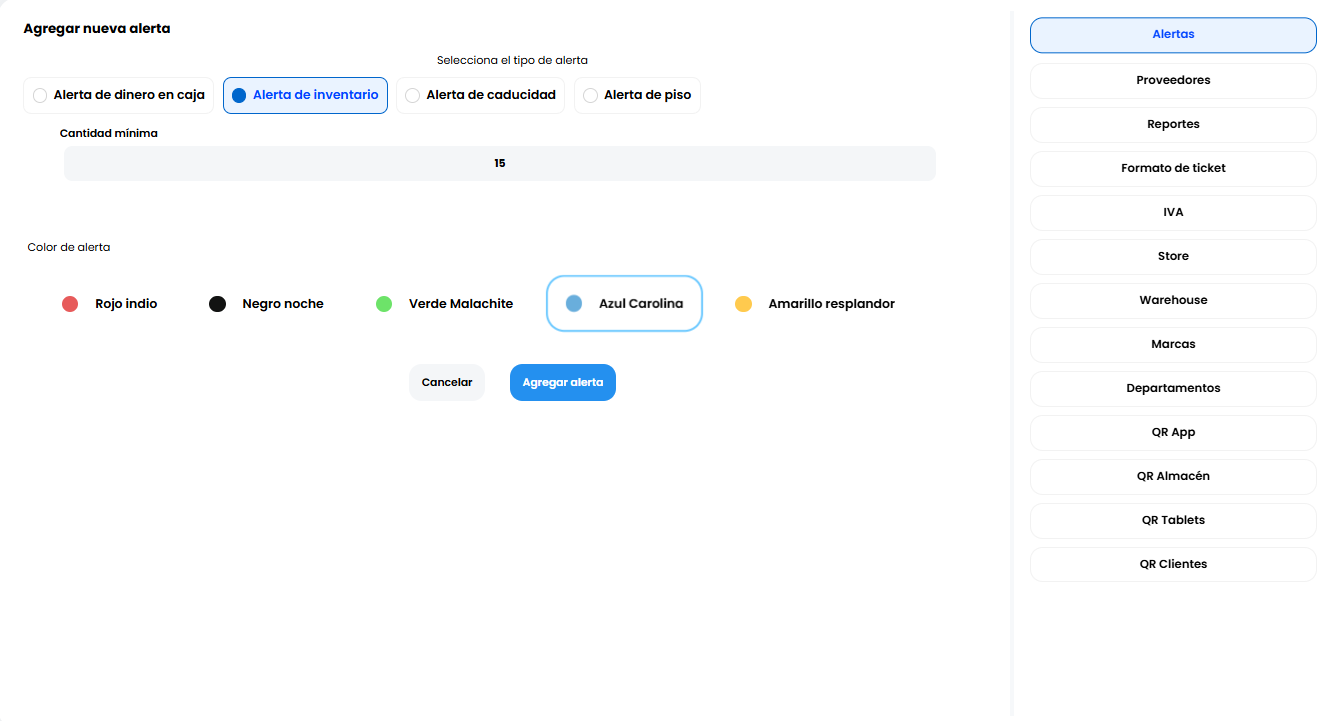 Agregar nueva alerta
Selecciona el tipo de alerta
Alerta de dinero en caja
Alerta de inventario
Alerta de caducidad
Alerta de piso
Cantidad mínima
15
Color de alerta
Rojo indio
Negro noche
Verde Malachite
Azul Carolina
Amarillo resplandor
Cancelar
Agregar alerta
Alertas
Proveedores
Reportes
Formato de ticket
IVA
Store
Warehouse
Marcas
Departamentos
QR App
QR Almacén
QR Tablets
QR Clientes